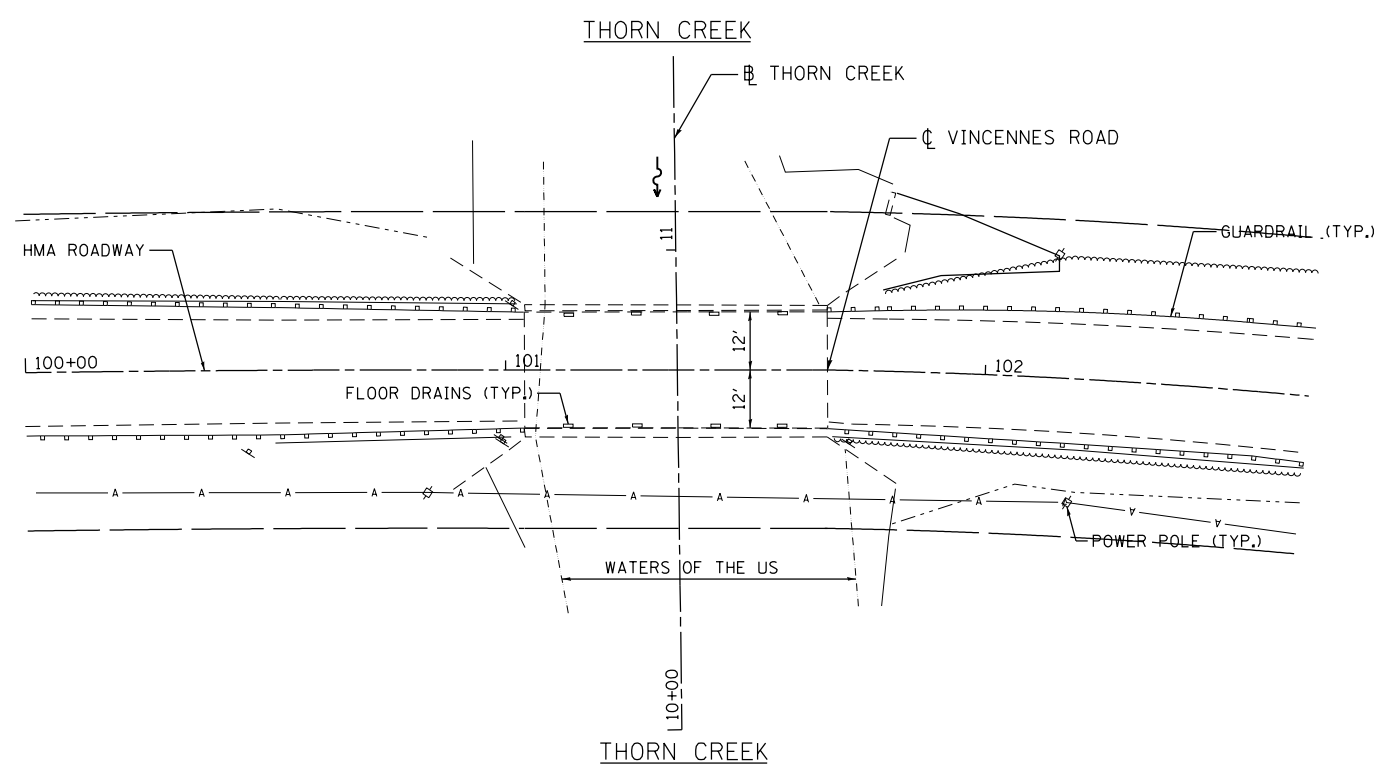 THORN CREEK
℄ THORN CREEK
℄ VINCENNES ROAD
11
GUARDRAIL (TYP.)
HMA ROADWAY
12'
100+00
101
102
FLOOR DRAINS (TYP.)
12'
A A A A A A A A A A A A A
POWER POLE (TYP.)
WATERS OF THE US
10+00
THORN CREEK